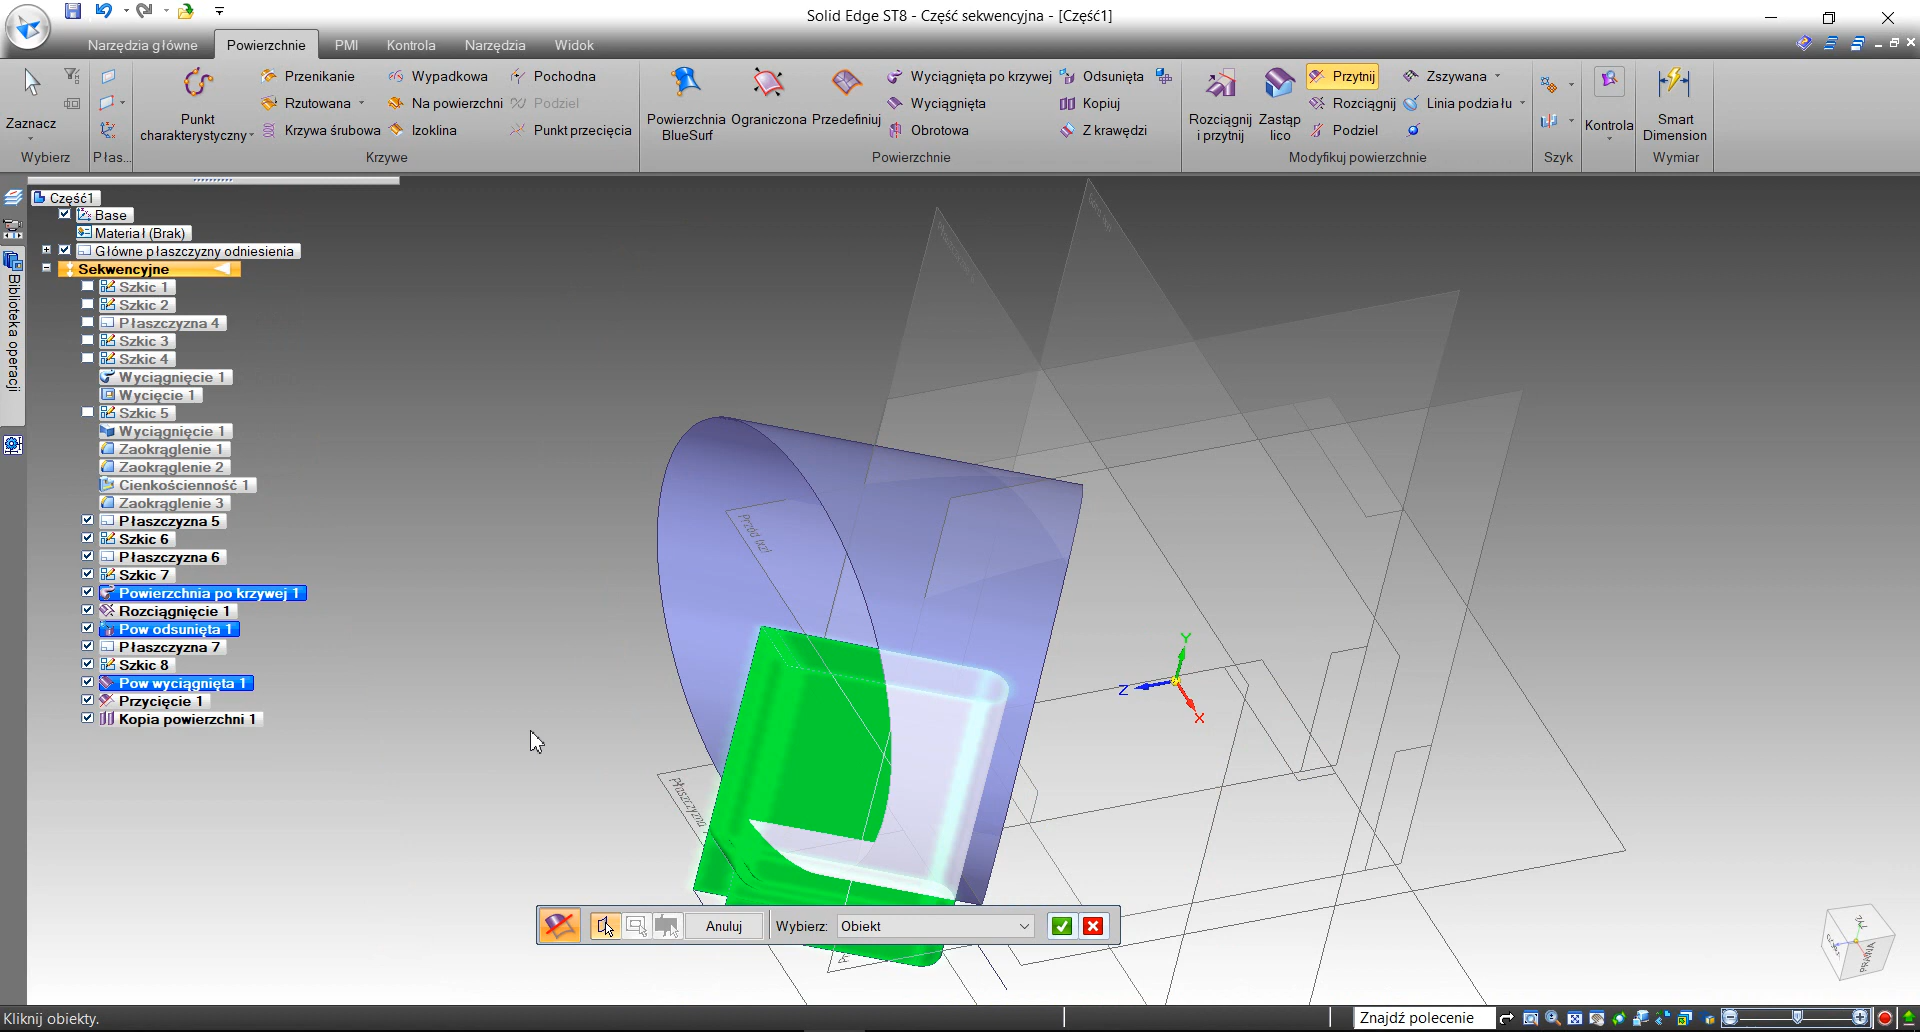 Solid Edge ST8 - Część sekwencyjna - [Część1]
Narzędzia główne
Powierzchnie
PMI
Kontrola
Narzędzia
Widok
Zaznacz
Wybierz
Płas...
Punkt
charakterystyczny
Przenikanie
Rzutowana
Krzywa śrubowa
Wypadkowa
Na powierzchni
Izoklina
Pochodna
Podziel
Punkt przecięcia
Krzywe
Powierzchnia
BlueSurf
Ograniczona
Przedefiniuj
Wyciągnięta po krzywej
Wyciągnięta
Obrotowa
Odsunięta
Kopiuj
Z krawędzi
Powierzchnie
Rozciągnij
i przytnij
Zastąp
lico
Przytnij
Rozciągnij
Podziel
Zszywana
Linia podziału
Modyfikuj powierzchnie
Szyk
Kontrola
Smart
Dimension
Wymiar
Biblioteka operacji
Część1
Base
Materiał (Brak)
Główne płaszczyzny odniesienia
Sekwencyjne
Szkic 1
Szkic 2
Płaszczyzna 4
Szkic 3
Szkic 4
Wyciągnięcie 1
Wycięcie 1
Szkic 5
Wyciągnięcie 1
Zaokrąglenie 1
Zaokrąglenie 2
Cienkościenność 1
Zaokrąglenie 3
Płaszczyzna 5
Szkic 6
Płaszczyzna 6
Szkic 7
Powierzchnia po krzywej 1
Rozciągnięcie 1
Pow odsunięta 1
Płaszczyzna 7
Szkic 8
Pow wyciągnięta 1
Przycięcie 1
Kopia powierzchni 1
Płaszczyzna
Y
Z
X
Anuluj
Wybierz:
Obiekt
Kliknij obiekty.
Znajdź polecenie